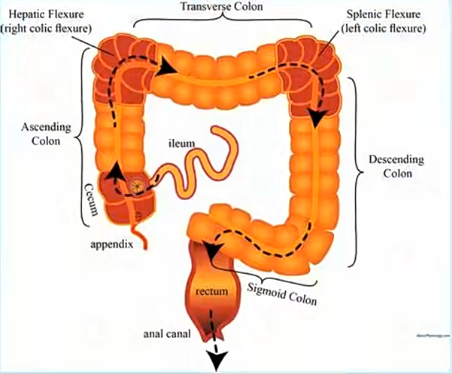 Transverse Colon
Hepatic Flexure
(right colic flexure)
Splenic Flexure
(left colic flexure)
Ascending
Colon
ileum
Descending
Colon
Cecum
appendix
rectum
Sigmoid Colon
anal canal